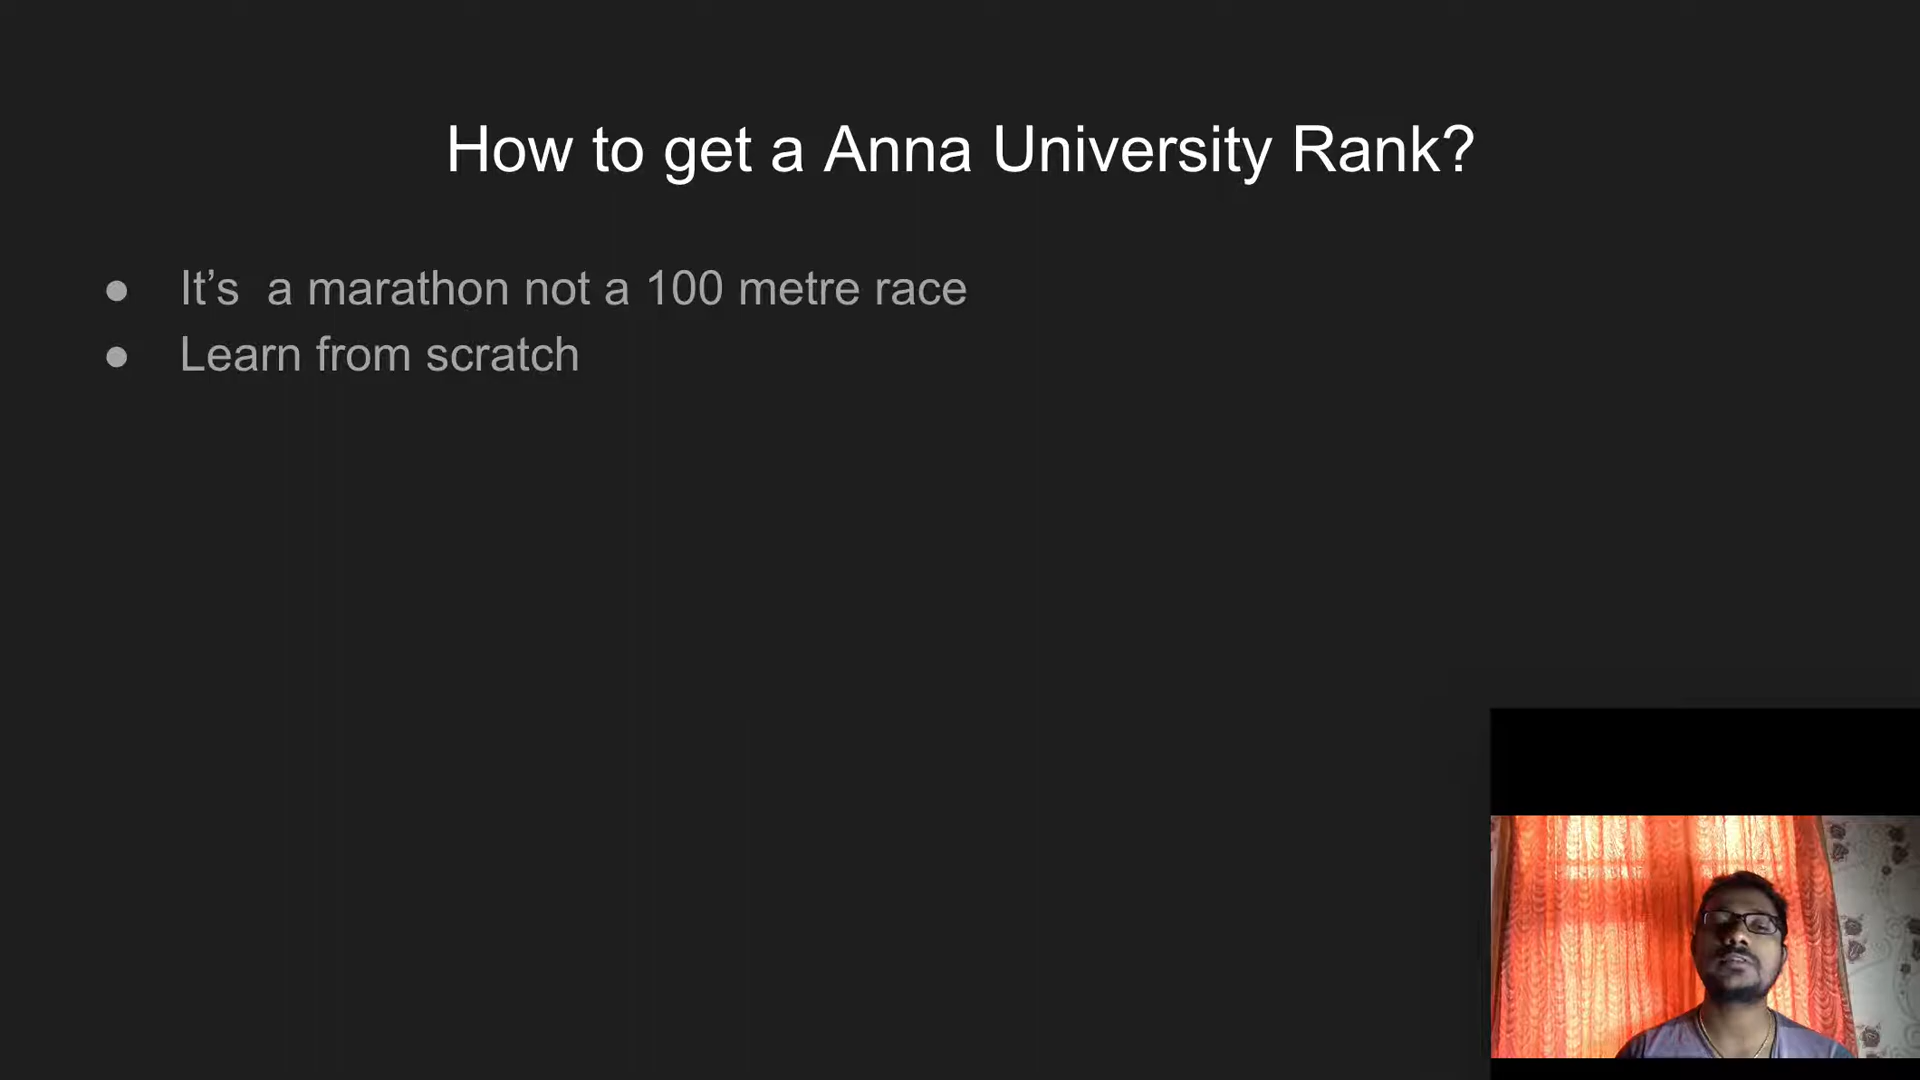 How to get a Anna University Rank?
● It’s  a marathon not a 100 metre race
● Learn from scratch